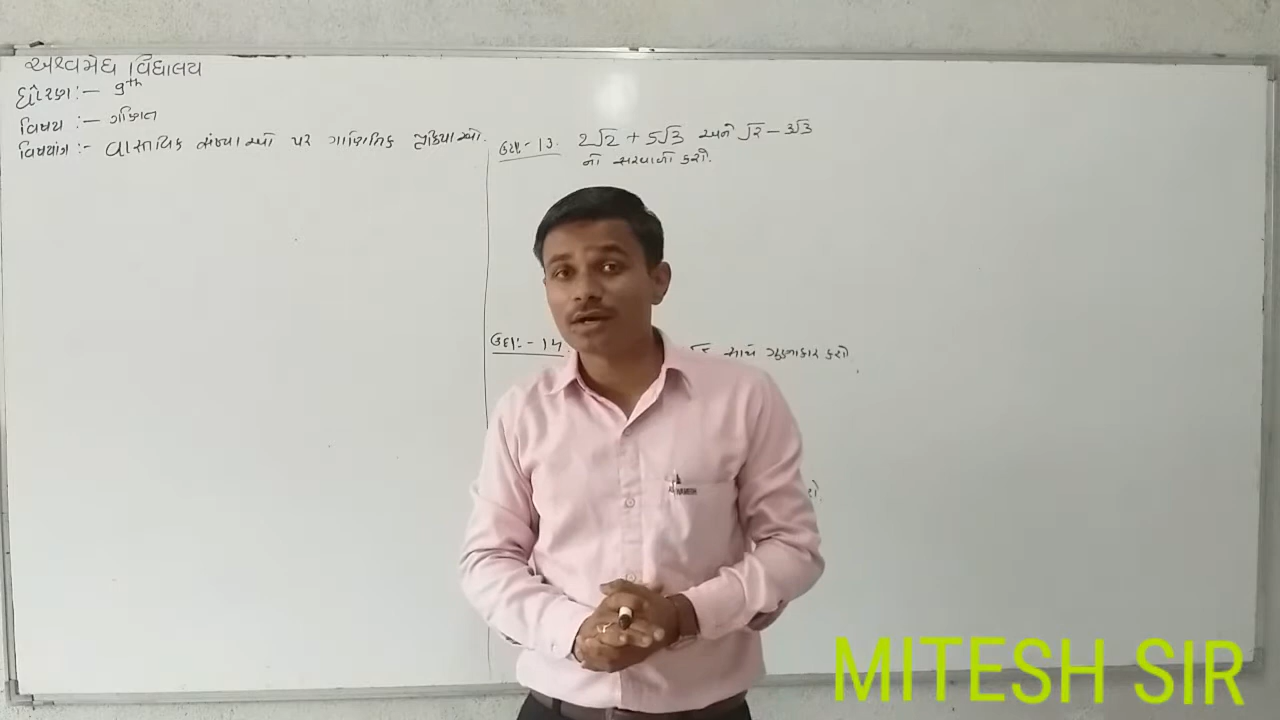 અશ્વમેઘ વિદ્યાલય
ધોરણ :- 9th
વિષય :- ગણિત
વિષયાંગ :- વાસ્તવિક સંખ્યાઓ પર ગાણિતિક પ્રક્રિયાઓ.
ઉદા:- 13. 2√2 + 5√3 અને √2 - 3√3
નો સરવાળો કરો.
ઉદા:- 14. સાથે ગુણાકાર કરો.
MITESH SIR